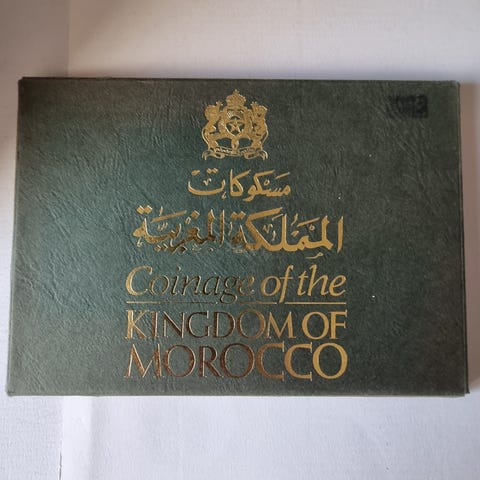 مسكوكات
المملكة المغربية
Coinage of the
KINGDOM OF
MOROCCO